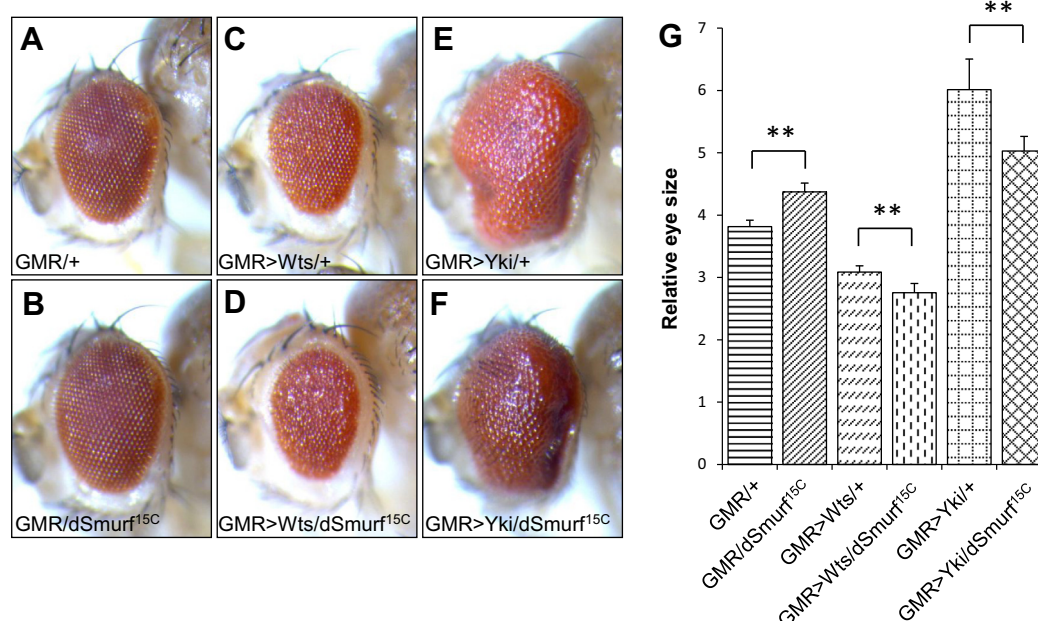 A
C
E
GMR/+
GMR>Wts/+
GMR>Yki/+
B
D
F
GMR/dSmurf¹⁵ᶜ
GMR>Wts/dSmurf¹⁵ᶜ
GMR>Yki/dSmurf¹⁵ᶜ
G
Relative eye size
7
6
5
4
3
2
1
0
**
**
**
GMR/+
GMR/dSmurf¹⁵ᶜ
GMR>Wts/+
GMR>Wts/dSmurf¹⁵ᶜ
GMR>Yki/+
GMR>Yki/dSmurf¹⁵ᶜ